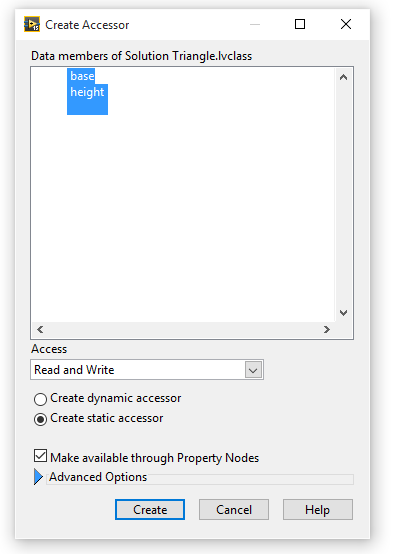 Create Accessor
Data members of Solution Triangle.lvclass
base
height
Access
Read and Write
Create dynamic accessor
Create static accessor
Make available through Property Nodes
Advanced Options
Create Cancel Help